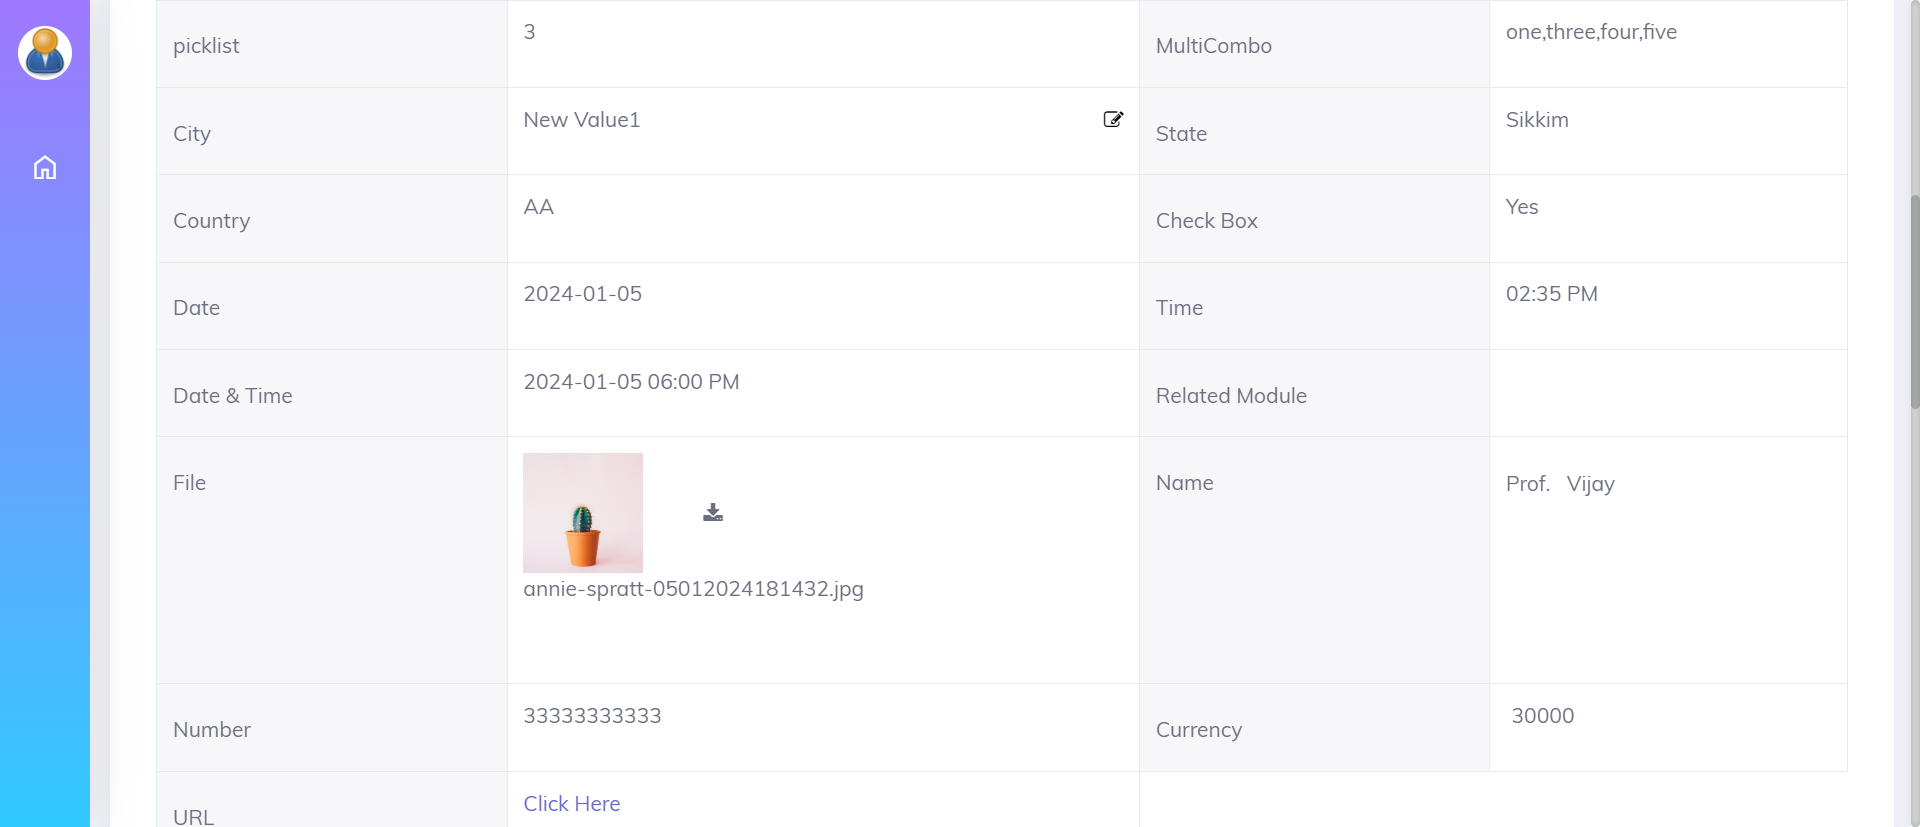 picklist 3 MultiCombo one,three,four,five
City New Value1 State Sikkim
Country AA Check Box Yes
Date 2024-01-05 Time 02:35 PM
Date & Time 2024-01-05 06:00 PM Related Module
File Name Prof. Vijay
annie-spratt-05012024181432.jpg
Number 33333333333 Currency 30000
URL Click Here